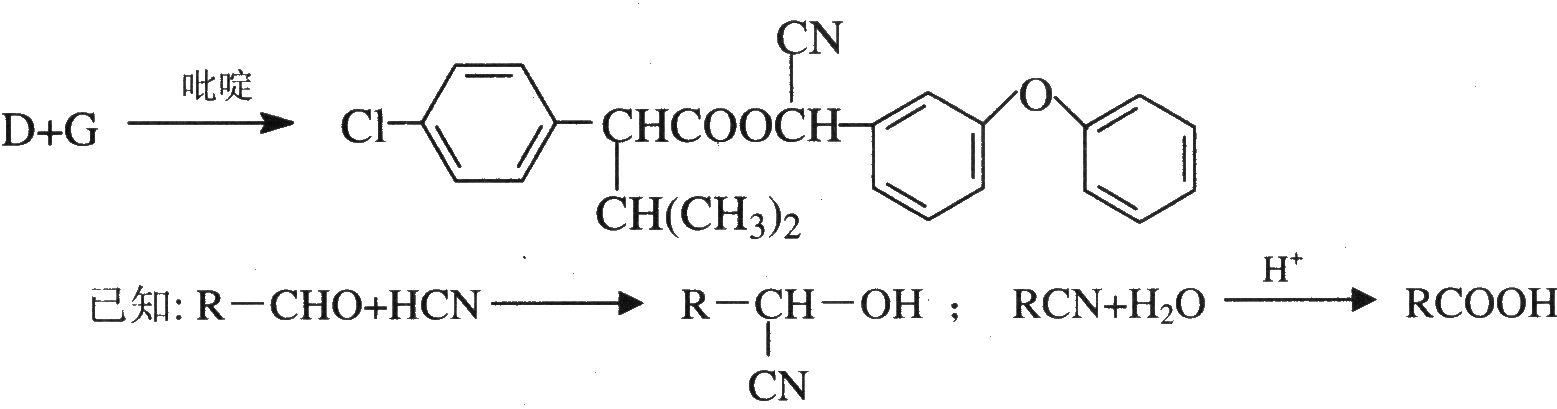 CN
吡啶
D+G
Cl
CHCOOCH
O
CH(CH₃)₂
已知: R—CHO+HCN R—CH—OH ; RCN+H₂O H⁺ RCOOH
CN